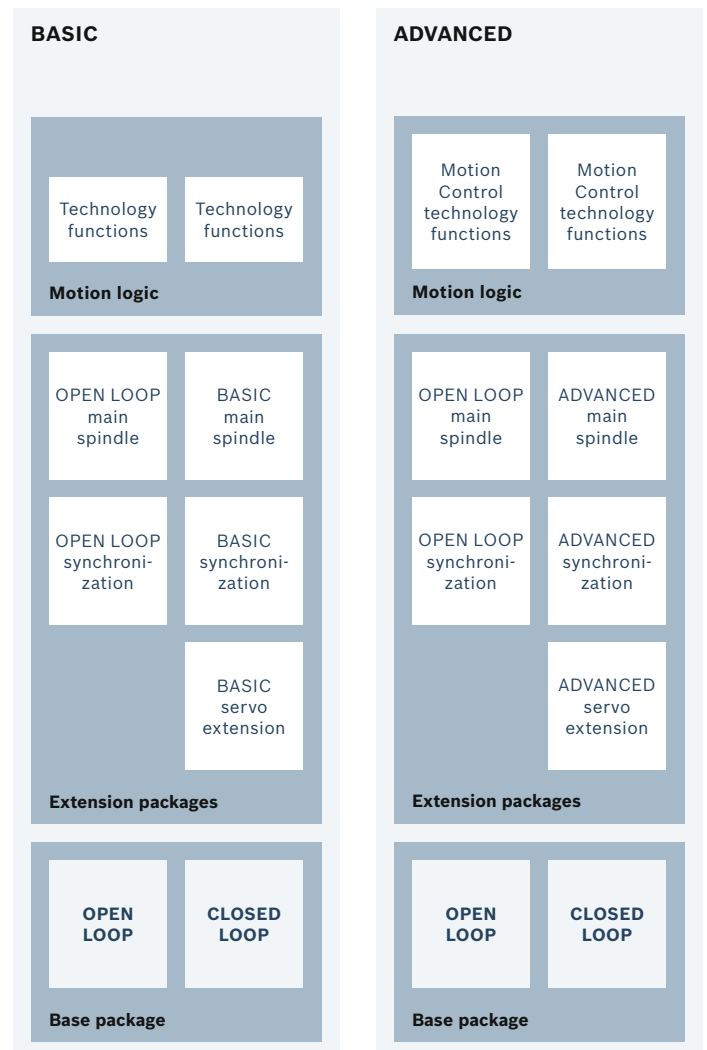 BASIC
Technology
functions
Technology
functions
Motion logic
OPEN LOOP
main
spindle
BASIC
main
spindle
OPEN LOOP
synchroni-
zation
BASIC
synchroni-
zation
BASIC
servo
extension
Extension packages
OPEN
LOOP
CLOSED
LOOP
Base package
ADVANCED
Motion
Control
technology
functions
Motion
Control
technology
functions
Motion logic
OPEN LOOP
main
spindle
ADVANCED
main
spindle
OPEN LOOP
synchroni-
zation
ADVANCED
synchroni-
zation
ADVANCED
servo
extension
Extension packages
OPEN
LOOP
CLOSED
LOOP
Base package